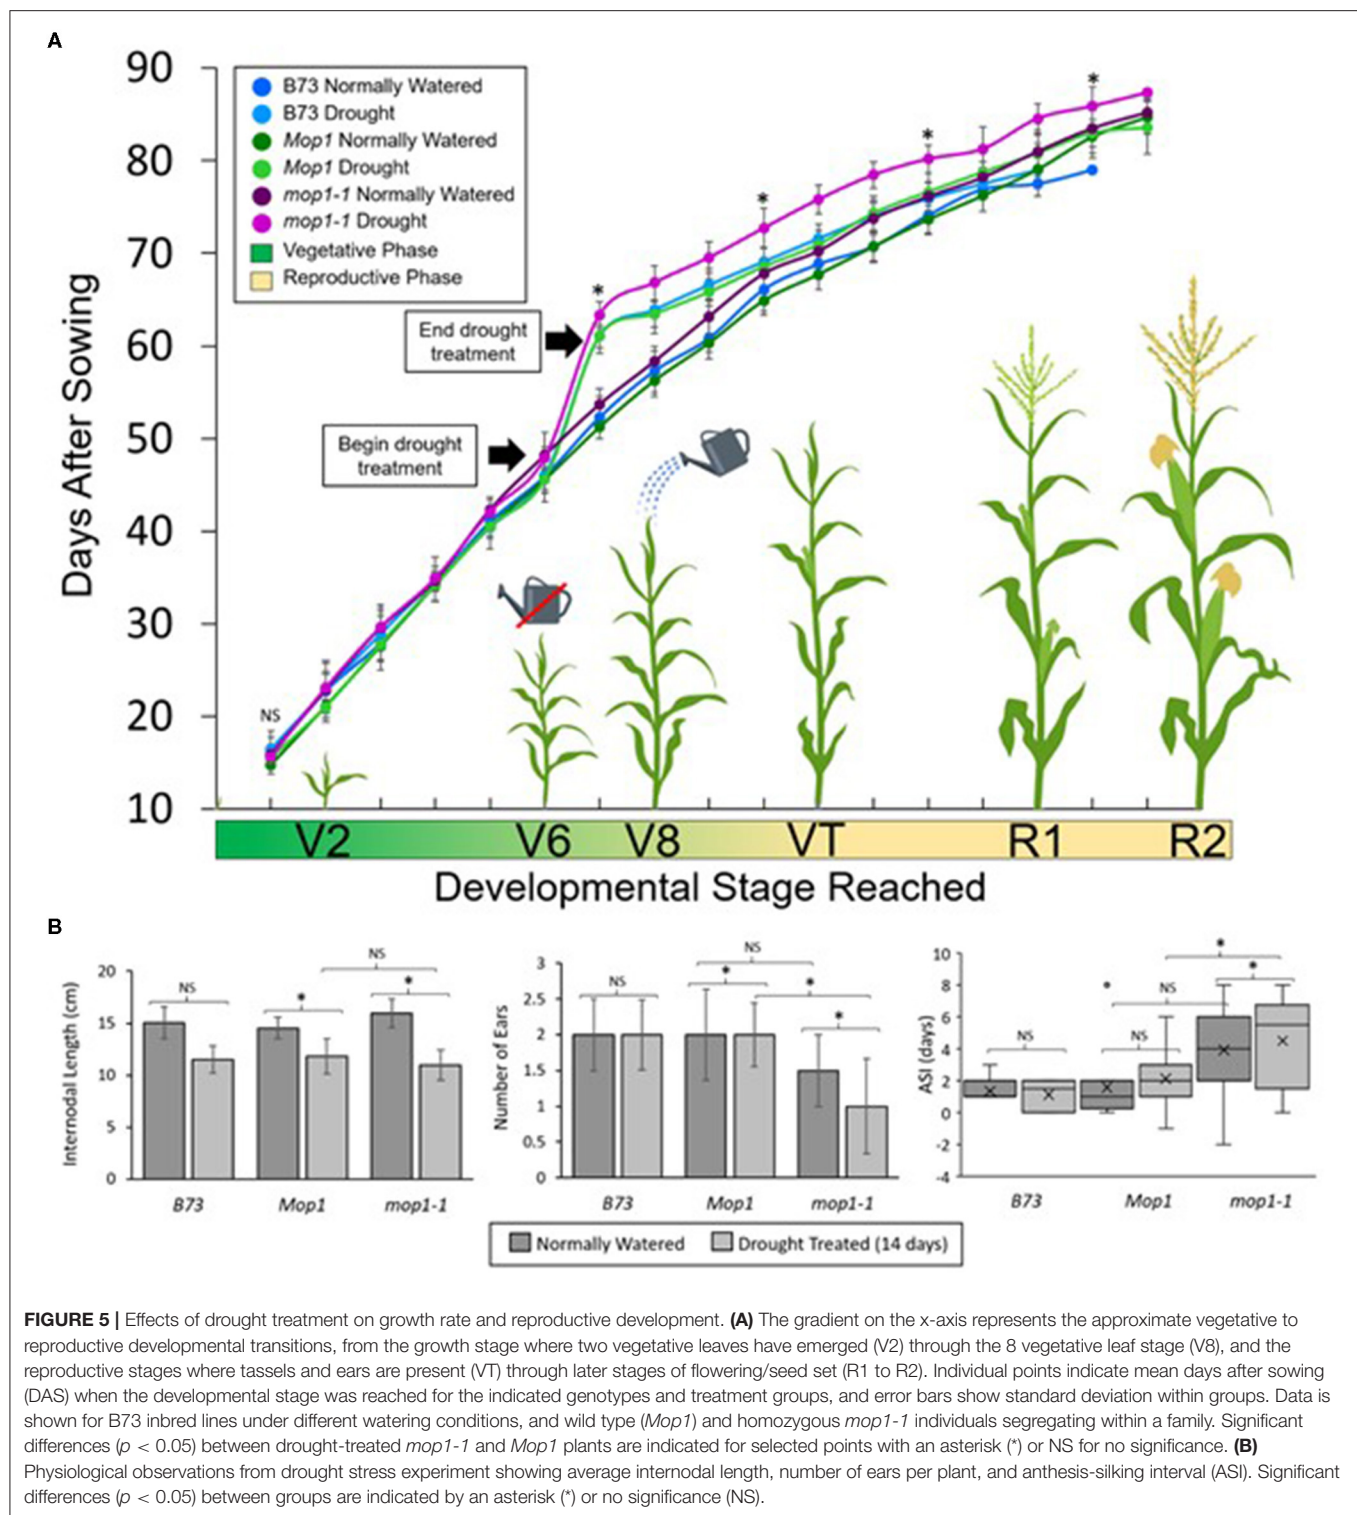 A
90
80
70
60
50
40
30
20
10
Days After Sowing
B73 Normally Watered
B73 Drought
Mop1 Normally Watered
Mop1 Drought
mop1-1 Normally Watered
mop1-1 Drought
Vegetative Phase
Reproductive Phase
*
*
*
*
End drought
treatment
Begin drought
treatment
NS
V2 V6 V8 VT R1 R2
Developmental Stage Reached
B
Internodal Length (cm)
20
15
10
5
0
NS
*
NS
*
B73 Mop1 mop1-1
Number of Ears
3
2.5
2
1.5
1
0.5
0
NS
*
NS
*
*
B73 Mop1 mop1-1
ASI (days)
10
8
6
4
2
0
-2
-4
NS
NS
NS
*
*
B73 Mop1 mop1-1
Normally Watered Drought Treated (14 days)
FIGURE 5 | Effects of drought treatment on growth rate and reproductive development. (A) The gradient on the x-axis represents the approximate vegetative to
reproductive developmental transitions, from the growth stage where two vegetative leaves have emerged (V2) through the 8 vegetative leaf stage (V8), and the
reproductive stages where tassels and ears are present (VT) through later stages of flowering/seed set (R1 to R2). Individual points indicate mean days after sowing
(DAS) when the developmental stage was reached for the indicated genotypes and treatment groups, and error bars show standard deviation within groups. Data is
shown for B73 inbred lines under different watering conditions, and wild type (Mop1) and homozygous mop1-1 individuals segregating within a family. Significant
differences (p < 0.05) between drought-treated mop1-1 and Mop1 plants are indicated for selected points with an asterisk (*) or NS for no significance. (B)
Physiological observations from drought stress experiment showing average internodal length, number of ears per plant, and anthesis-silking interval (ASI). Significant
differences (p < 0.05) between groups are indicated by an asterisk (*) or no significance (NS).